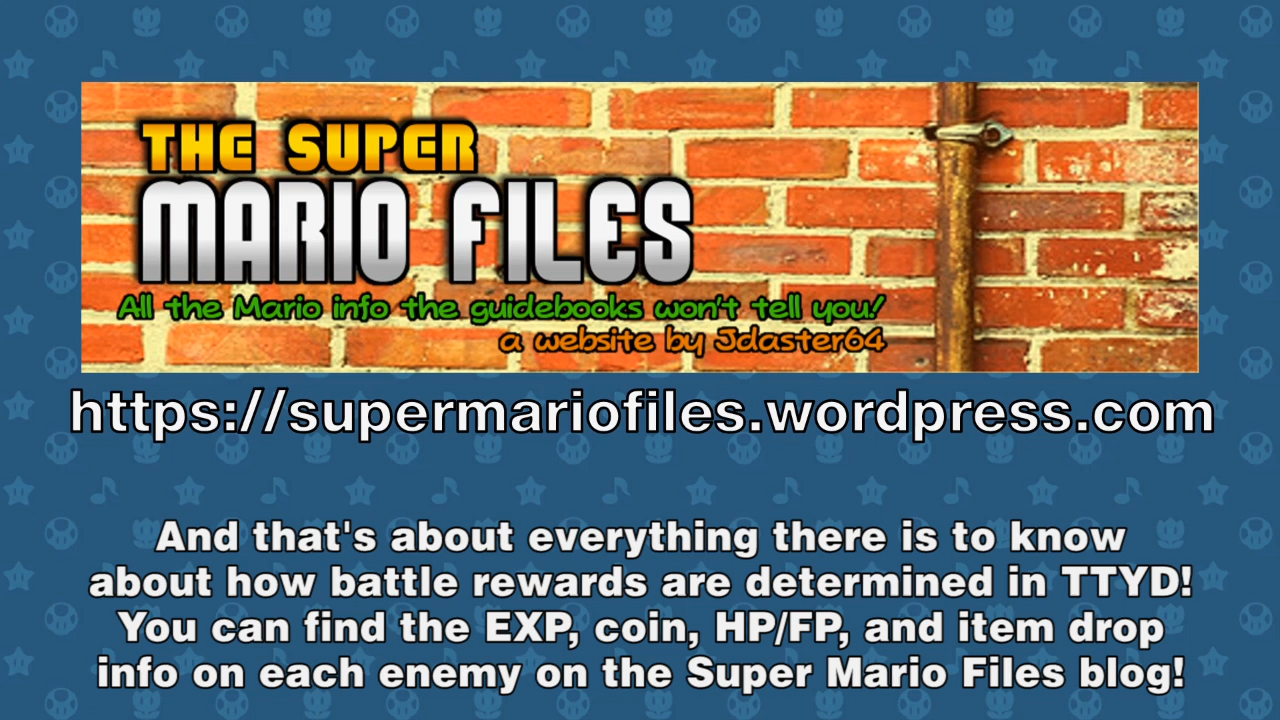 THE SUPER
MARIO FILES
All the Mario info the guidebooks won't tell you!
a website by Jdaster64
https://supermariofiles.wordpress.com
And that's about everything there is to know
about how battle rewards are determined in TTYD!
You can find the EXP, coin, HP/FP, and item drop
info on each enemy on the Super Mario Files blog!